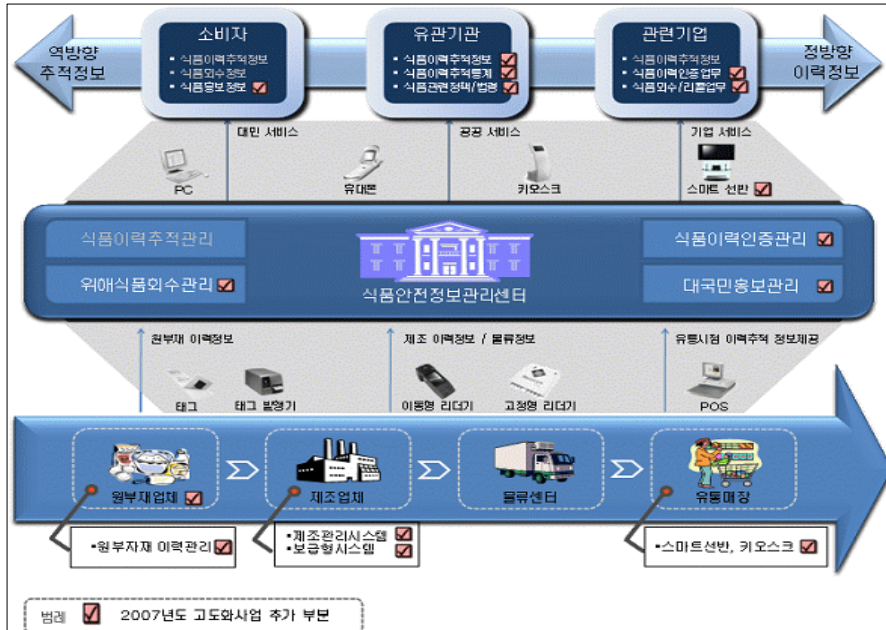 소비자
유관기관
관련기업
역방향
추적정보
정방향
이력정보
▪ 식품이력추적정보
▪ 식품회수정보
▪ 식품홍보정보
▪ 식품이력추적정보
▪ 식품이력추적통계
▪ 식품관련정책/법령
▪ 식품이력추적정보
▪ 식품이력인증업무
▪ 식품회수/리콜업무
대민 서비스
공공 서비스
기업 서비스
PC
휴대폰
키오스크
스마트 선반
식품이력추적관리
식품이력인증관리
위해식품회수관리
대국민홍보관리
식품안전정보관리센터
원부재 이력정보
제조 이력정보 / 물류정보
유통시점 이력추적 정보제공
태그
태그 발행기
이동형 리더기
고정형 리더기
POS
원부재업체
제조업체
물류센터
유통매장
▪원부자재 이력관리
▪제조관리시스템
▪보급형시스템
▪스마트선반, 키오스크
범례
2007년도 고도화사업 추가 부분